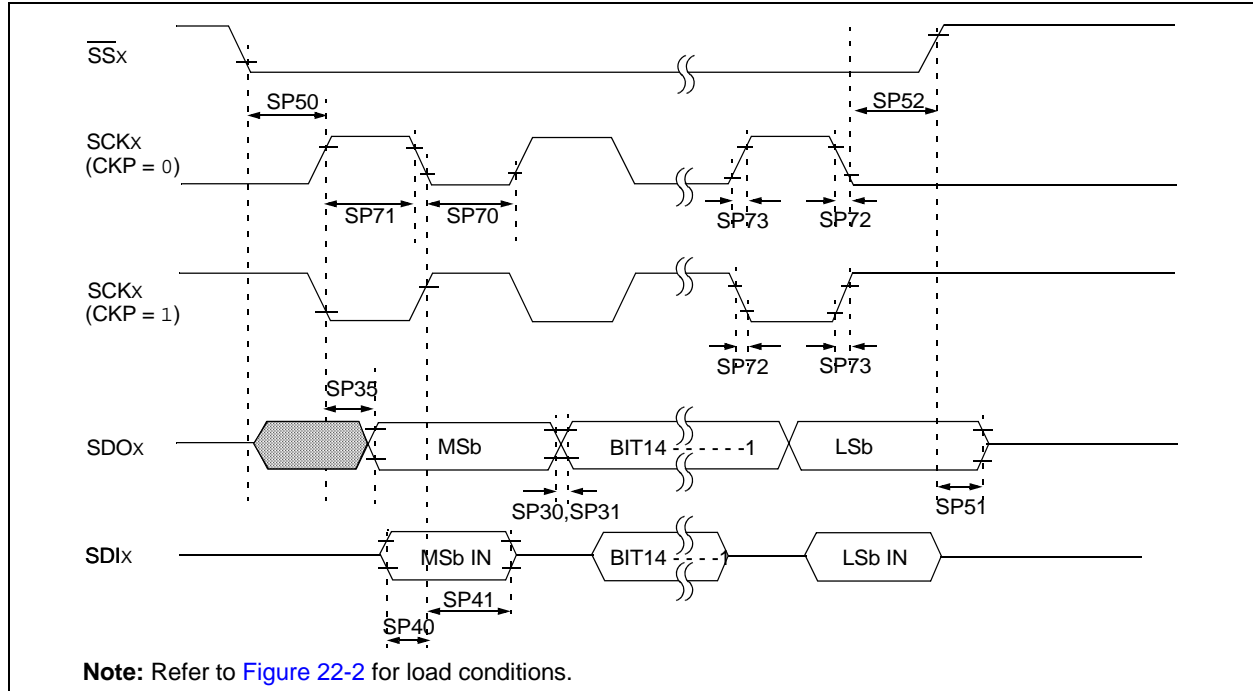 SSX
SP50
SP52
SCKX
(CKP = 0)
SP71
SP70
SP73
SP72
SCKX
(CKP = 1)
SP72
SP73
SP35
SDOX
MSb
BIT14 - - - - - -1
LSb
SP30,SP31
SP51
SDIX
MSb IN
BIT14 - - - - -1
LSb IN
SP41
SP40
Note: Refer to Figure 22-2 for load conditions.